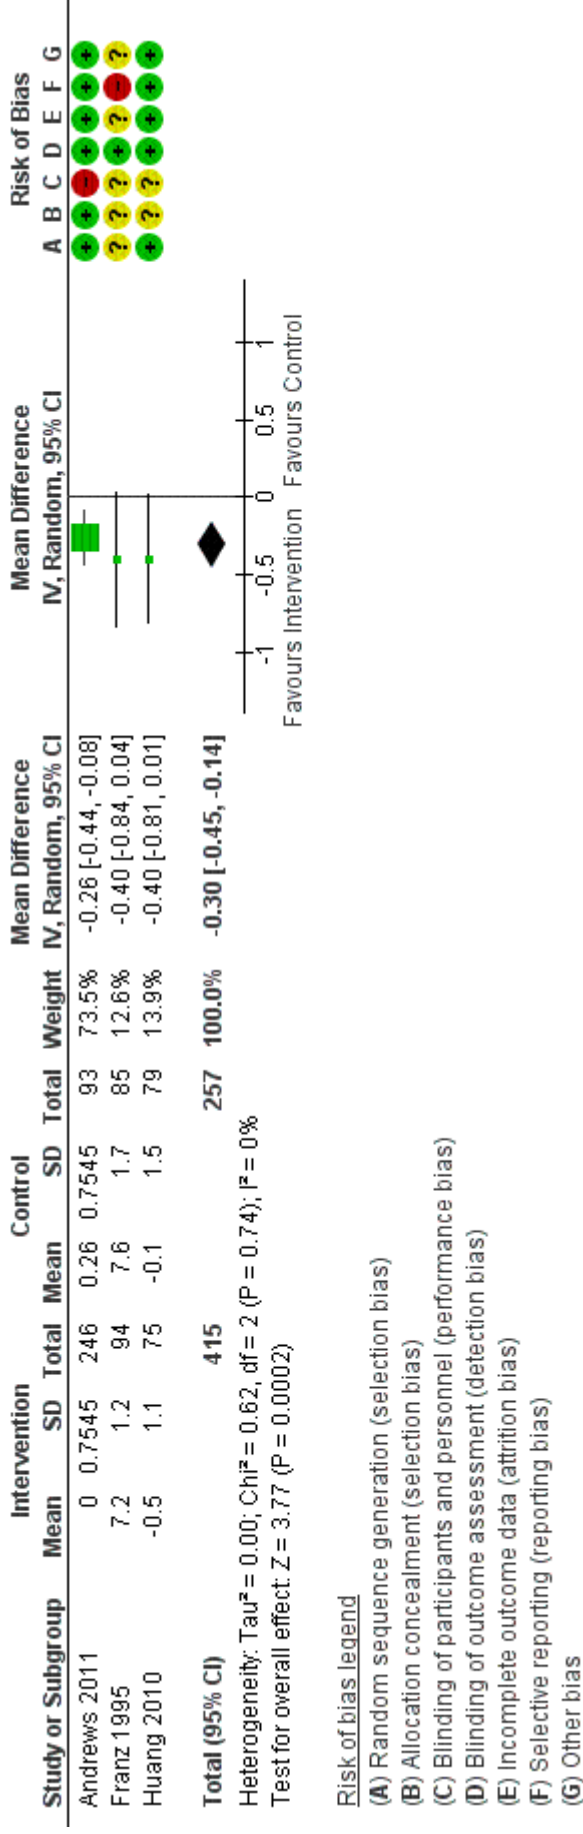 Intervention Control Mean Difference Mean Difference Risk of Bias
Study or Subgroup Mean SD Total Mean SD Total Weight IV, Random, 95% CI IV, Random, 95% CI A B C D E F G
Andrews 2011 0 0.7545 246 0.26 0.7545 93 73.5% -0.26 [-0.44, -0.08] + + - + + + +
Franz 1995 7.2 1.2 94 7.6 1.7 85 12.6% -0.40 [-0.84, 0.04] ? ? ? + ? - ?
Huang 2010 -0.5 1.1 75 -0.1 1.5 79 13.9% -0.40 [-0.81, 0.01] + ? ? + + + +
Total (95% CI) 415 257 100.0% -0.30 [-0.45, -0.14]
Heterogeneity: Tau² = 0.00; Chi² = 0.62, df = 2 (P = 0.74); I² = 0%
Test for overall effect: Z = 3.77 (P = 0.0002)
-1 -0.5 0 0.5 1
Favours Intervention Favours Control
Risk of bias legend
(A) Random sequence generation (selection bias)
(B) Allocation concealment (selection bias)
(C) Blinding of participants and personnel (performance bias)
(D) Blinding of outcome assessment (detection bias)
(E) Incomplete outcome data (attrition bias)
(F) Selective reporting (reporting bias)
(G) Other bias